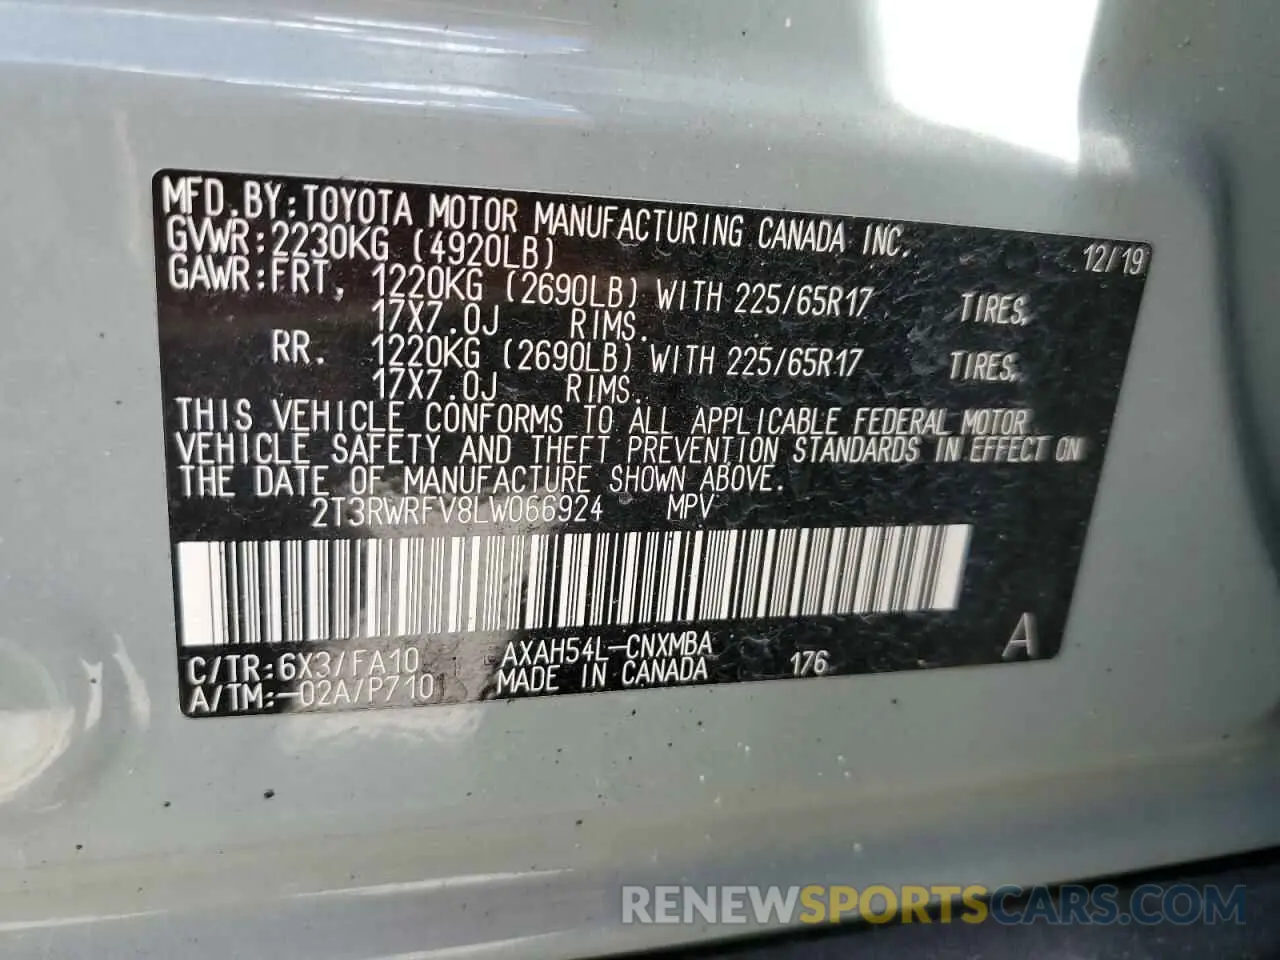 MFD.BY:TOYOTA MOTOR MANUFACTURING CANADA INC. 12/19
GVWR:2230KG (4920LB)
GAWR:FRT, 1220KG (2690LB) WITH 225/65R17 TIRES,
17X7.0J RIMS.
RR. 1220KG (2690LB) WITH 225/65R17 TIRES,
17X7.0J RIMS.
THIS VEHICLE CONFORMS TO ALL APPLICABLE FEDERAL MOTOR
VEHICLE SAFETY AND THEFT PREVENTION STANDARDS IN EFFECT ON
THE DATE OF MANUFACTURE SHOWN ABOVE.
2T3RWRFV8LW066924 MPV
C/TR:6X3/FA10 AXAH54L-CNXMBA 176 A
A/TM:-02A/P710 MADE IN CANADA
RENEWSPORTSCARS.COM